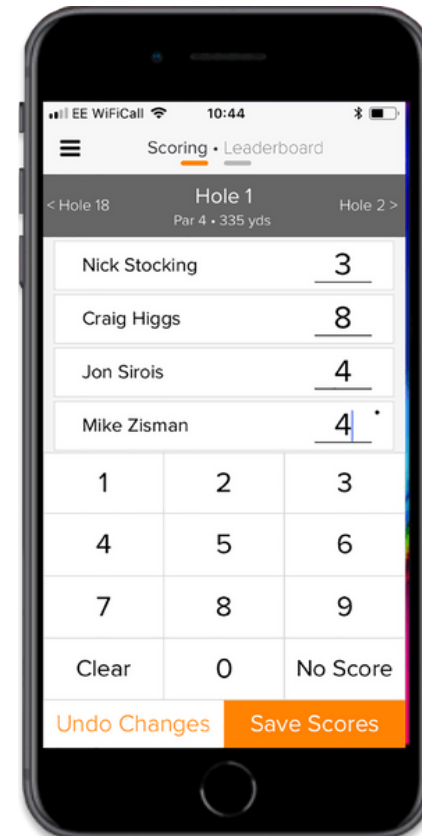 EE WiFiCall 10:44
Scoring • Leaderboard
< Hole 18 Hole 1 Hole 2 >
Par 4 • 335 yds
Nick Stocking 3
Craig Higgs 8
Jon Sirois 4
Mike Zisman 4 •
1 2 3
4 5 6
7 8 9
Clear 0 No Score
Undo Changes Save Scores